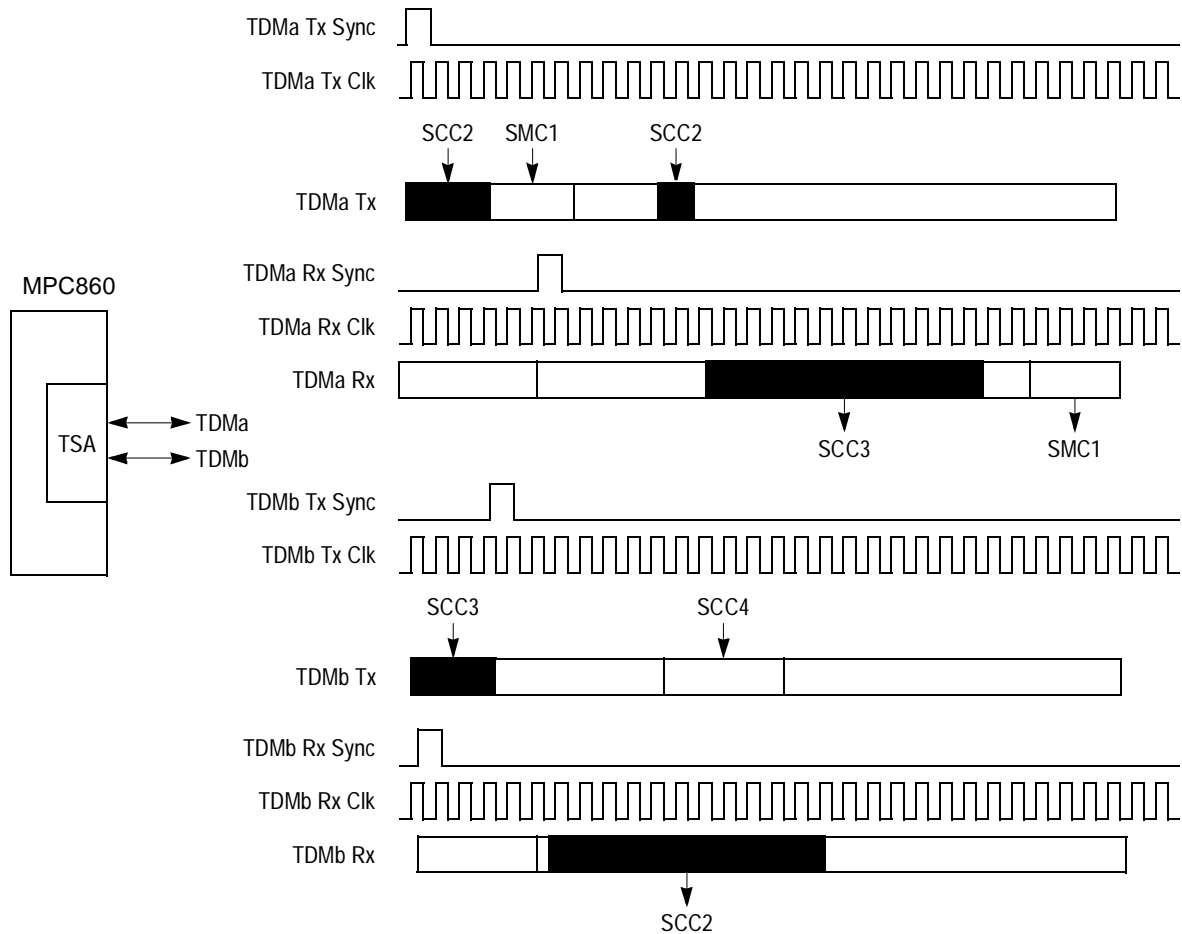 TDMa Tx Sync
TDMa Tx Clk
SCC2 SMC1 SCC2
TDMa Tx
TDMa Rx Sync
MPC860
TDMa Rx Clk
TDMa Rx
TDMa
TSA
SCC3 SMC1
TDMb
TDMb Tx Sync
TDMb Tx Clk
SCC3 SCC4
TDMb Tx
TDMb Rx Sync
TDMb Rx Clk
TDMb Rx
SCC2